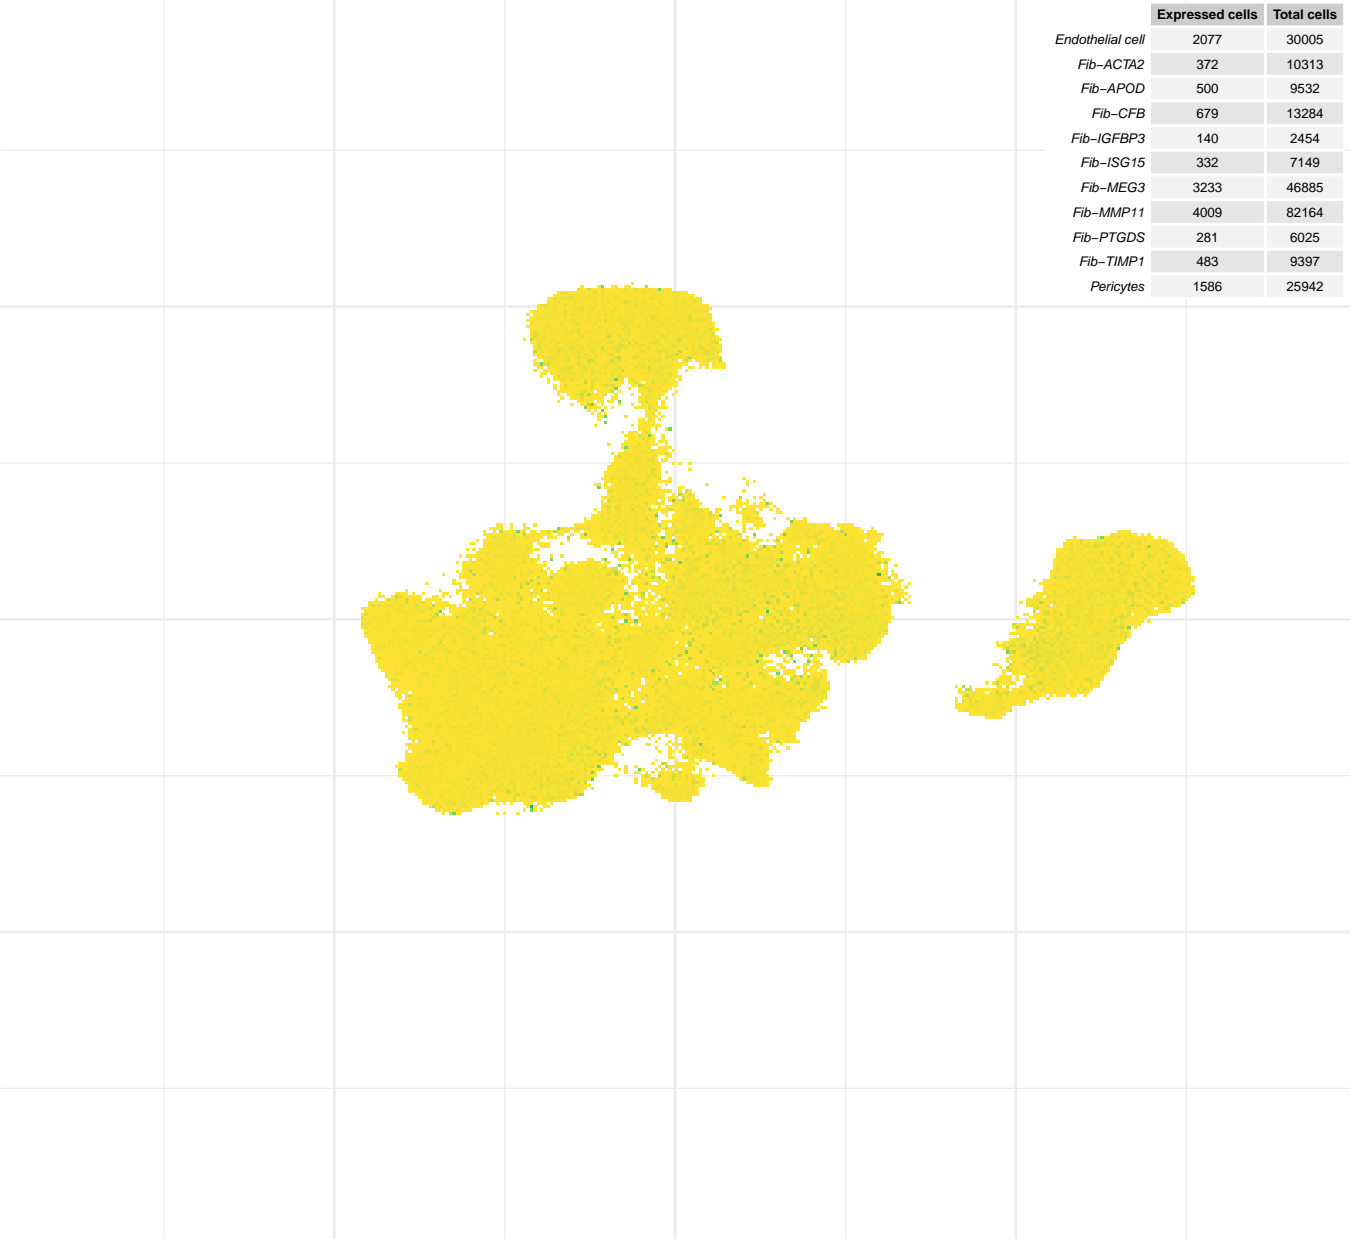 Expressed cells Total cells
Endothelial cell 2077 30005
Fib−ACTA2 372 10313
Fib−APOD 500 9532
Fib−CFB 679 13284
Fib−IGFBP3 140 2454
Fib−ISG15 332 7149
Fib−MEG3 3233 46885
Fib−MMP11 4009 82164
Fib−PTGDS 281 6025
Fib−TIMP1 483 9397
Pericytes 1586 25942